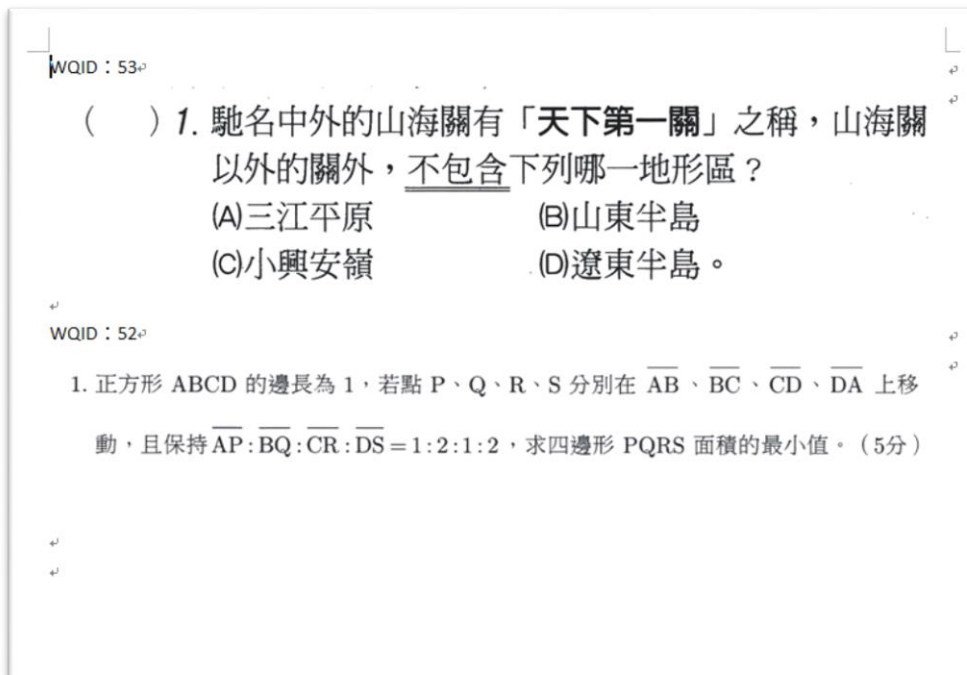 WQID：53
（　）1. 馳名中外的山海關有「天下第一關」之稱，山海關
以外的關外，不包含下列哪一地形區？
(A)三江平原　(B)山東半島
(C)小興安嶺　(D)遼東半島。
WQID：52
1. 正方形 ABCD 的邊長為 1，若點 P、Q、R、S 分別在 AB、BC、CD、DA 上移
動，且保持 AP:BQ:CR:DS=1:2:1:2，求四邊形 PQRS 面積的最小值。（5分）